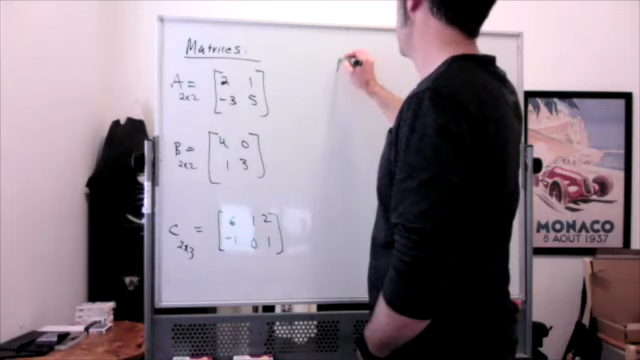 Matrices:
A = [2 1
2x2 -3 5]
B = [4 0
2x2 1 3]
C = [6 1 2
2x3 -1 0 1]
MONACO
8 AOUT 1937